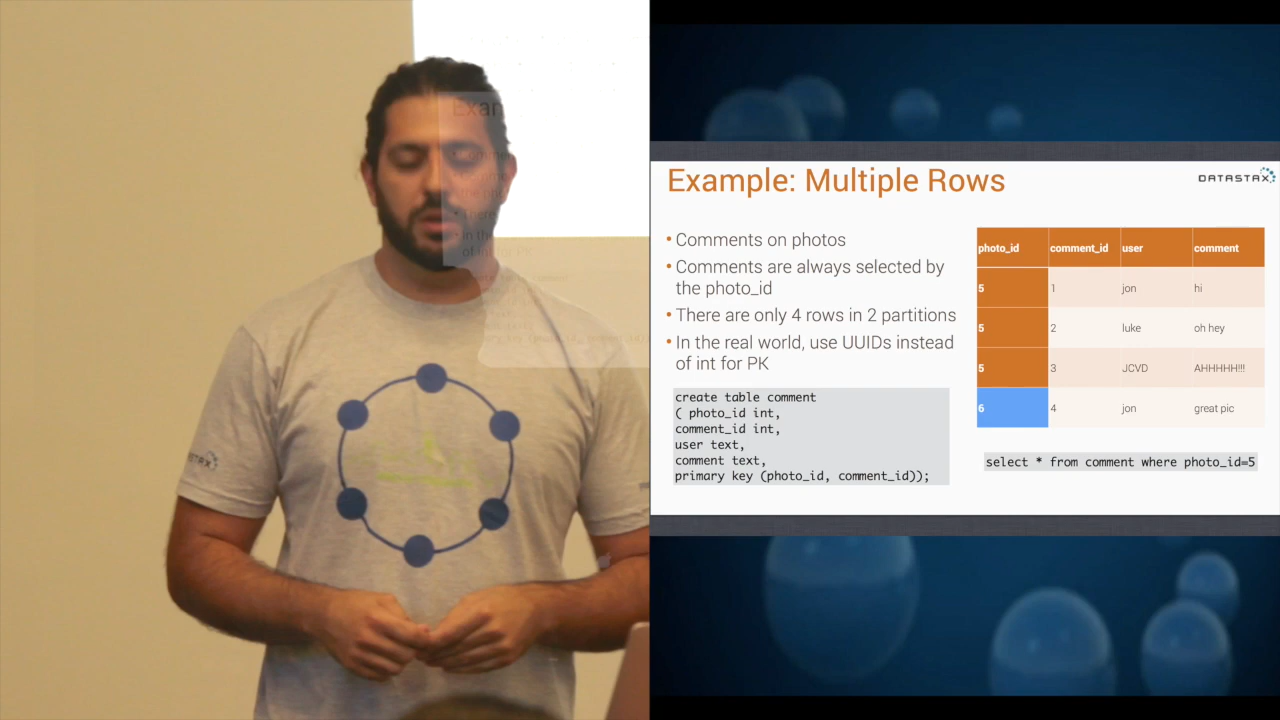 Example: Multiple Rows
DATASTAX
• Comments on photos
• Comments are always selected by
the photo_id
• There are only 4 rows in 2 partitions
• In the real world, use UUIDs instead
of int for PK
create table comment
( photo_id int,
comment_id int,
user text,
comment text,
primary key (photo_id, comment_id));
photo_id comment_id user comment
5 1 jon hi
5 2 luke oh hey
5 3 JCVD AHHHHH!!!
6 4 jon great pic
select * from comment where photo_id=5